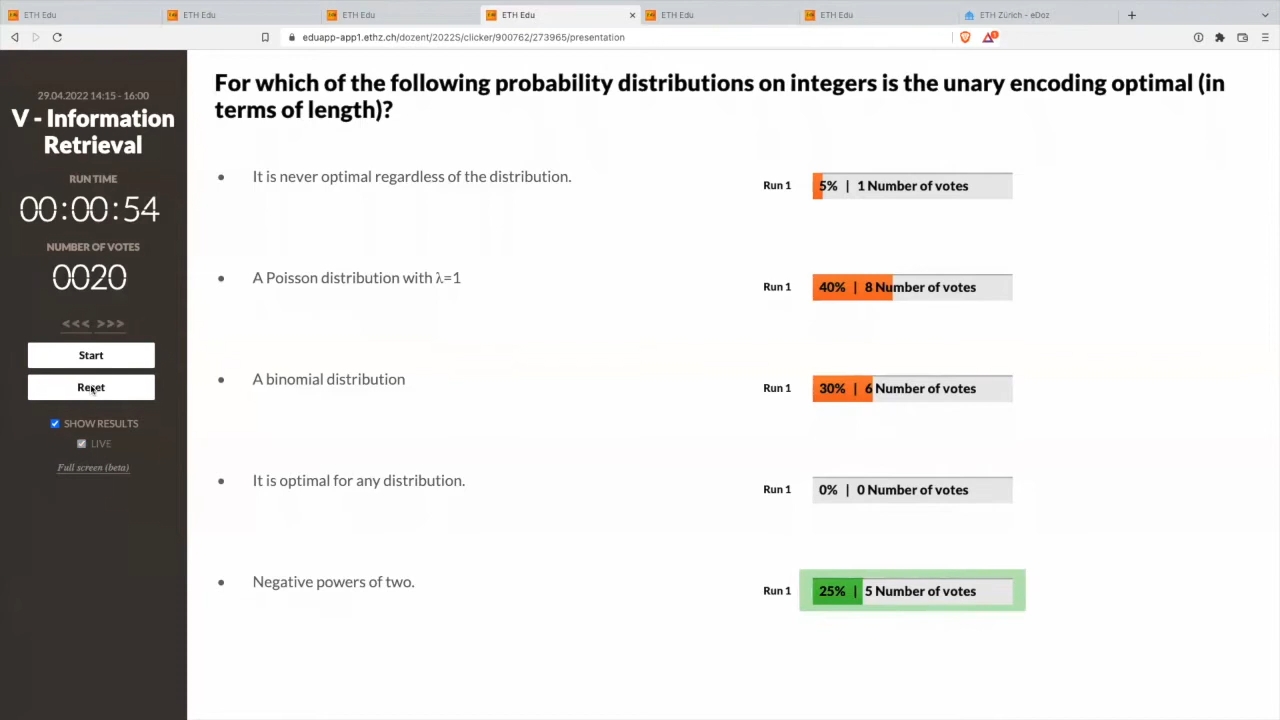 ETH Edu
ETH Edu
ETH Edu
ETH Edu
ETH Edu
ETH Edu
ETH Zürich - eDoz
eduapp-app1.ethz.ch/dozent/2022S/clicker/900762/273965/presentation
29.04.2022 14:15 - 16:00
V - Information
Retrieval
RUN TIME
00:00:54
NUMBER OF VOTES
0020
<<< >>>
Start
Reset
SHOW RESULTS
LIVE
Full screen (beta)
For which of the following probability distributions on integers is the unary encoding optimal (in
terms of length)?
It is never optimal regardless of the distribution.
Run 1 5% | 1 Number of votes
A Poisson distribution with λ=1
Run 1 40% | 8 Number of votes
A binomial distribution
Run 1 30% | 6 Number of votes
It is optimal for any distribution.
Run 1 0% | 0 Number of votes
Negative powers of two.
Run 1 25% | 5 Number of votes